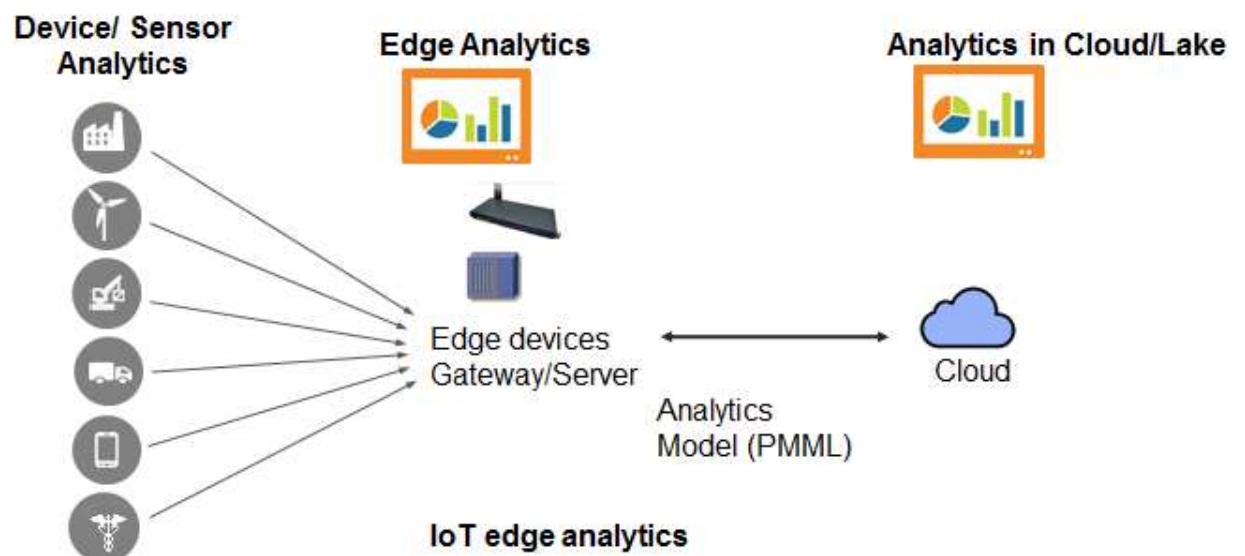 Device/ Sensor
Analytics
Edge Analytics
Analytics in Cloud/Lake
Edge devices
Gateway/Server
Cloud
Analytics
Model (PMML)
IoT edge analytics